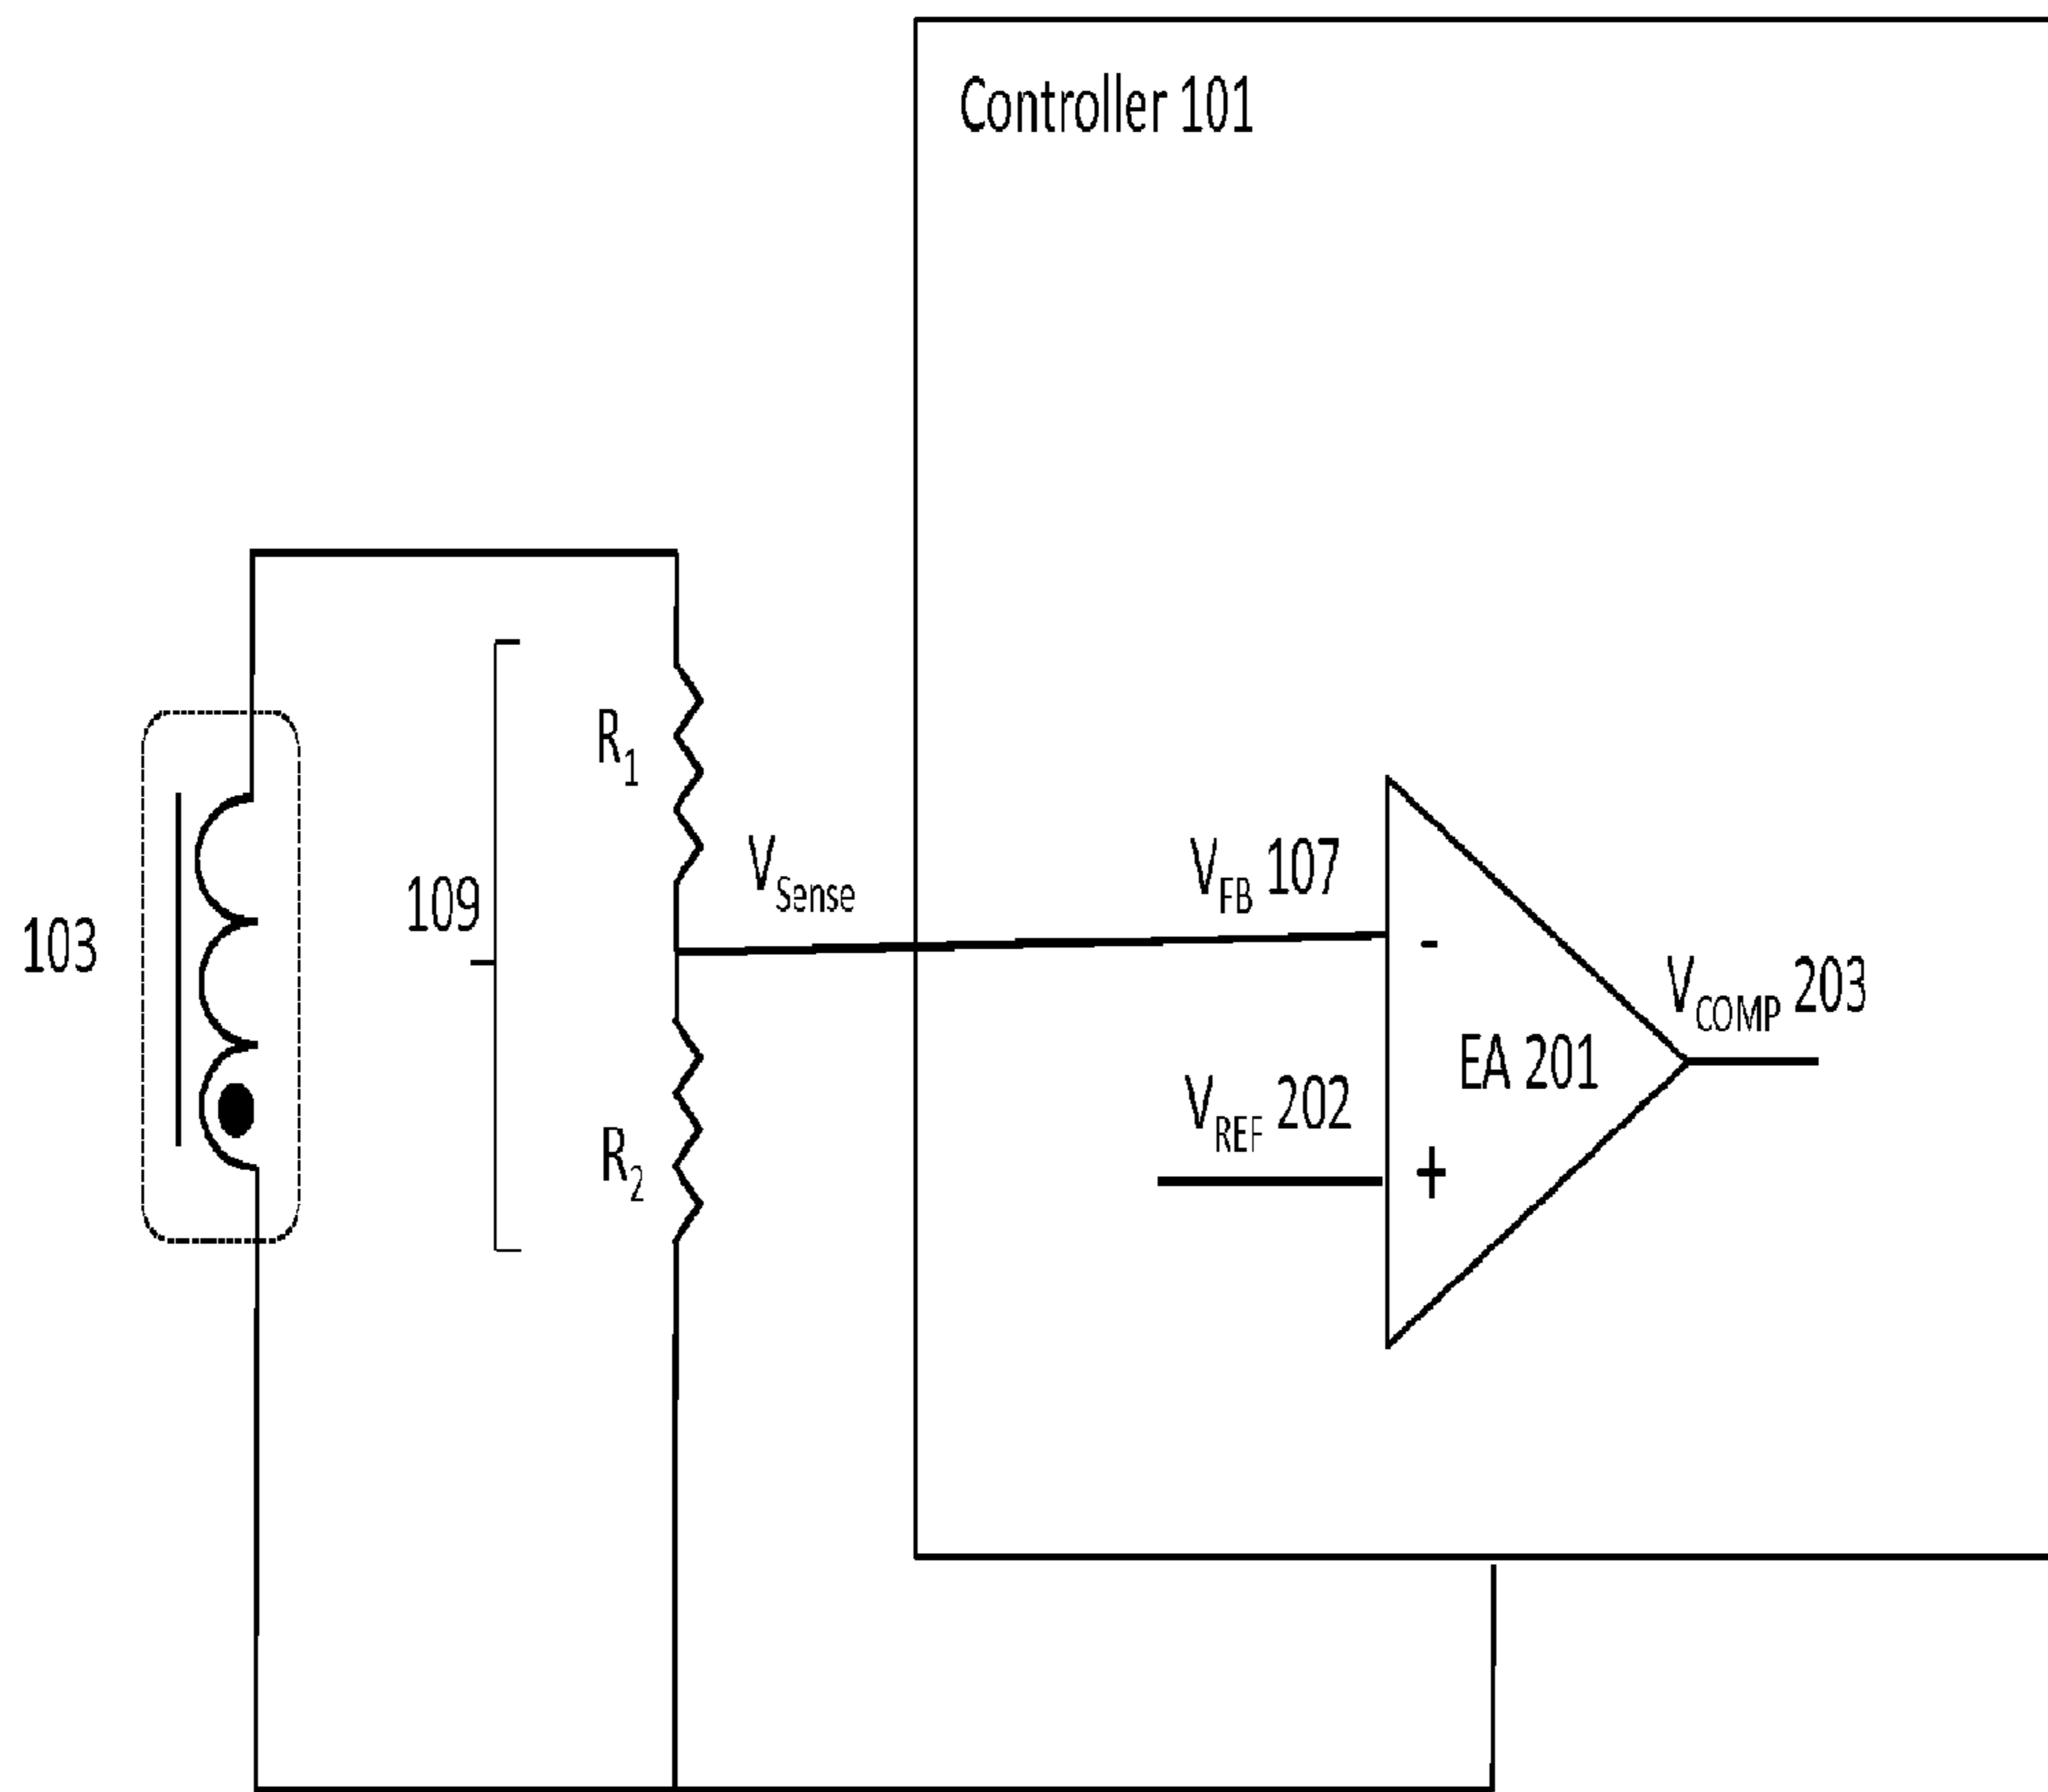 Controller 101
R1
VSense
VFB 107
109
103
-
VCOMP 203
EA 201
VREF 202
R2
+